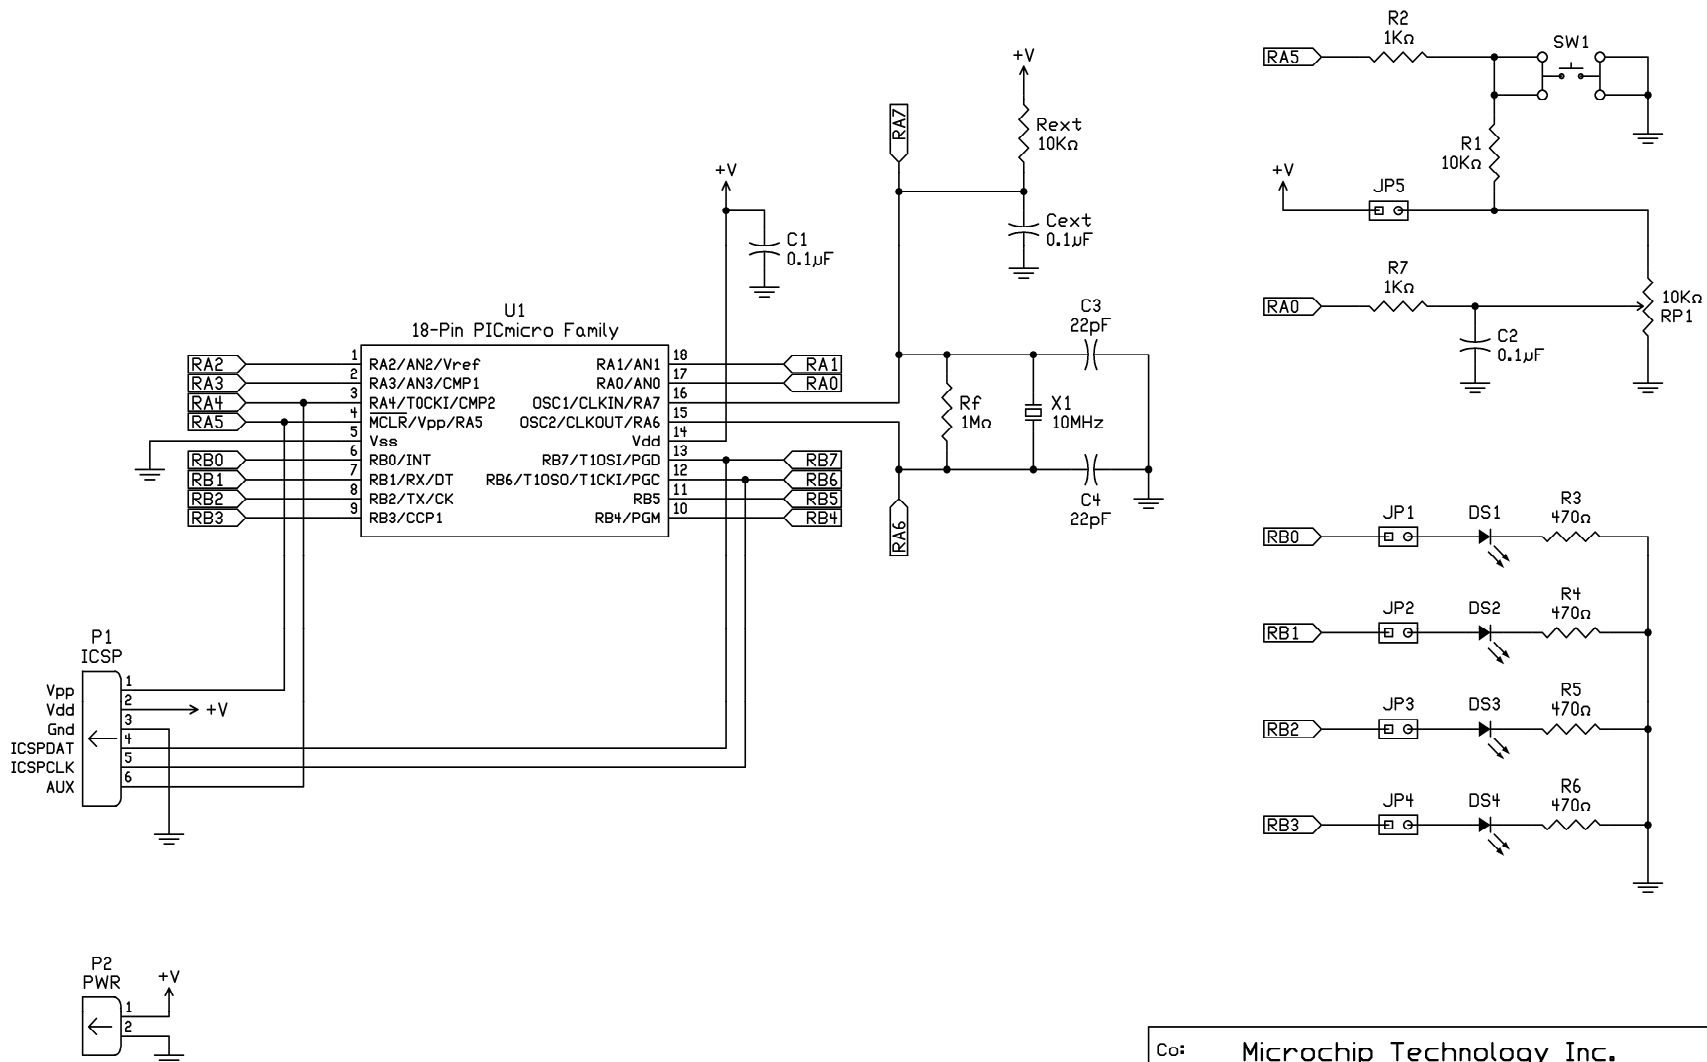 R2
1KΩ
SW1
RA5
+V
RA7
Rext
10KΩ
R1
10KΩ
+V
+V
JP5
Cext
0.1µF
C1
0.1µF
R7
1KΩ
RA0
10KΩ
RP1
C2
0.1µF
C3
22pF
U1
18-Pin PICmicro Family
RA2 1 RA2/AN2/Vref RA1/AN1 18 RA1
RA3 2 RA3/AN3/CMP1 RA0/AN0 17 RA0
RA4 3 RA4/T0CKI/CMP2 OSC1/CLKIN/RA7 16
RA5 4 MCLR/Vpp/RA5 OSC2/CLKOUT/RA6 15
5 Vss Vdd 14
RB0 6 RB0/INT RB7/T1OSI/PGD 13 RB7
RB1 7 RB1/RX/DT RB6/T1OSO/T1CKI/PGC 12 RB6
RB2 8 RB2/TX/CK RB5 11 RB5
RB3 9 RB3/CCP1 RB4/PGM 10 RB4
Rf
1MΩ
X1
10MHz
C4
22pF
RA6
RB0 JP1 DS1 R3
470Ω
RB1 JP2 DS2 R4
470Ω
RB2 JP3 DS3 R5
470Ω
RB3 JP4 DS4 R6
470Ω
P1
ICSP
Vpp 1
Vdd 2 +V
Gnd 3
ICSPDAT 4
ICSPCLK 5
AUX 6
P2
PWR
+V
1
2
Co: Microchip Technology Inc.